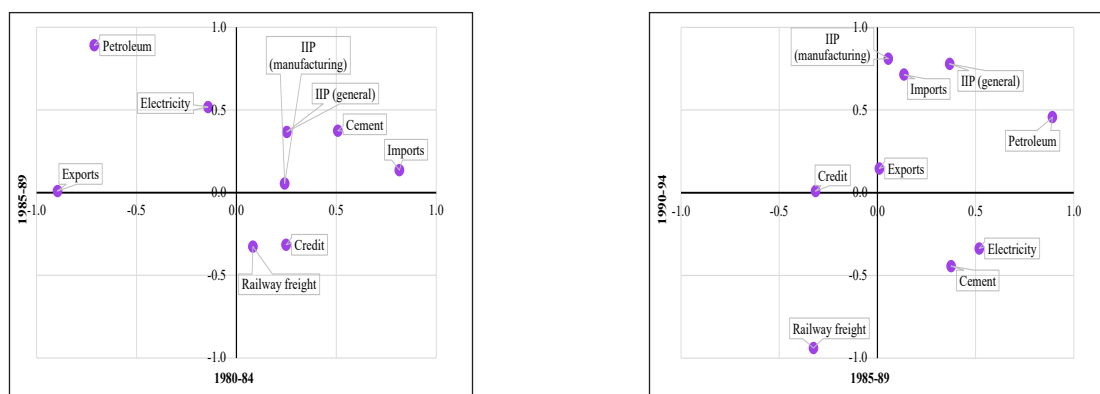 1.0
Petroleum
IIP
(manufacturing)
Electricity
IIP (general)
0.5
Cement
Imports
Exports
0.0
-1.0
-0.5
0.0
0.5
1.0
Credit
Railway freight
-0.5
-1.0
1985-89
1980-84
1.0
IIP
(manufacturing)
Imports
IIP (general)
0.5
Petroleum
Credit
Exports
0.0
-1.0
-0.5
0.0
0.5
1.0
Electricity
Cement
-0.5
Railway freight
-1.0
1990-94
1985-89